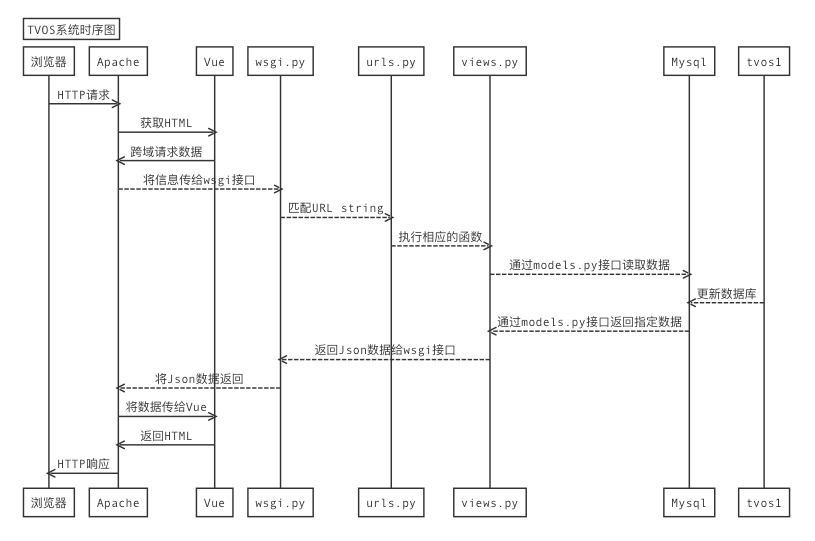 TVOS系统时序图
浏览器 Apache Vue wsgi.py urls.py views.py Mysql tvos1
HTTP请求
获取HTML
跨域请求数据
将信息传给wsgi接口
匹配URL string
执行相应的函数
通过models.py接口读取数据
更新数据库
通过models.py接口返回指定数据
返回Json数据给wsgi接口
将Json数据返回
将数据传给Vue
返回HTML
HTTP响应
浏览器 Apache Vue wsgi.py urls.py views.py Mysql tvos1